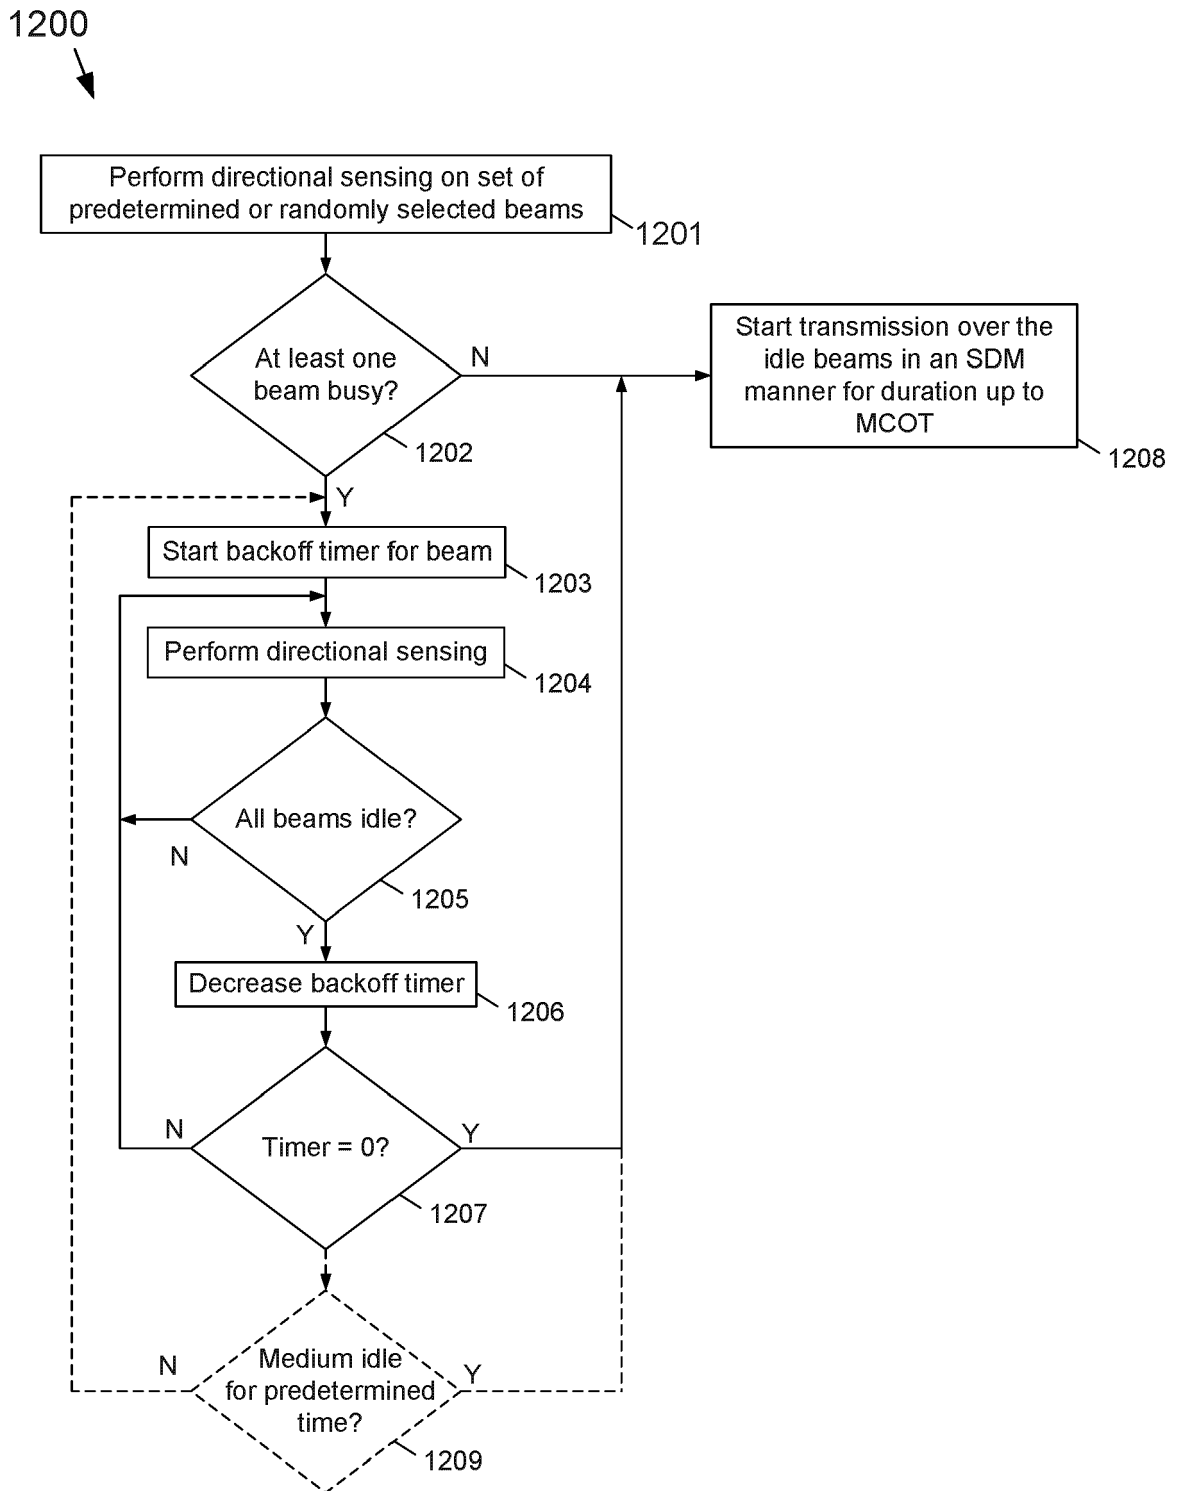 1200
Perform directional sensing on set of
predetermined or randomly selected beams
1201
At least one
beam busy?
N
1202
Start transmission over the
idle beams in an SDM
manner for duration up to
MCOT
1208
Y
Start backoff timer for beam
1203
Perform directional sensing
1204
All beams idle?
N
1205
Y
Decrease backoff timer
1206
N
Timer = 0?
Y
1207
N
Medium idle
for predetermined
time?
Y
1209